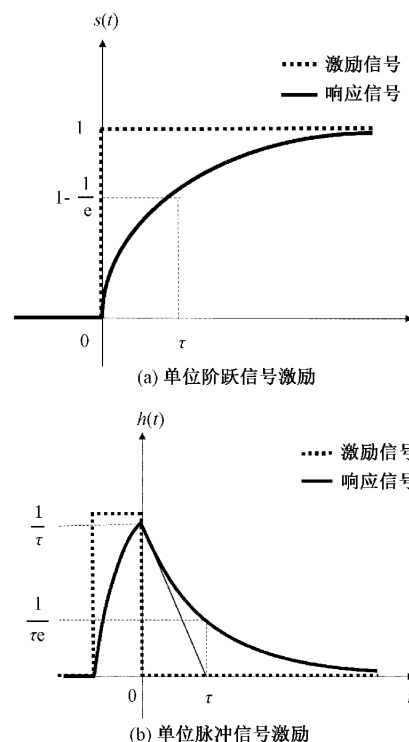 s(t)
激励信号
响应信号
1
1- 1/e
0 τ
(a) 单位阶跃信号激励
h(t)
激励信号
响应信号
1/τ
1/τe
0 τ
(b) 单位脉冲信号激励